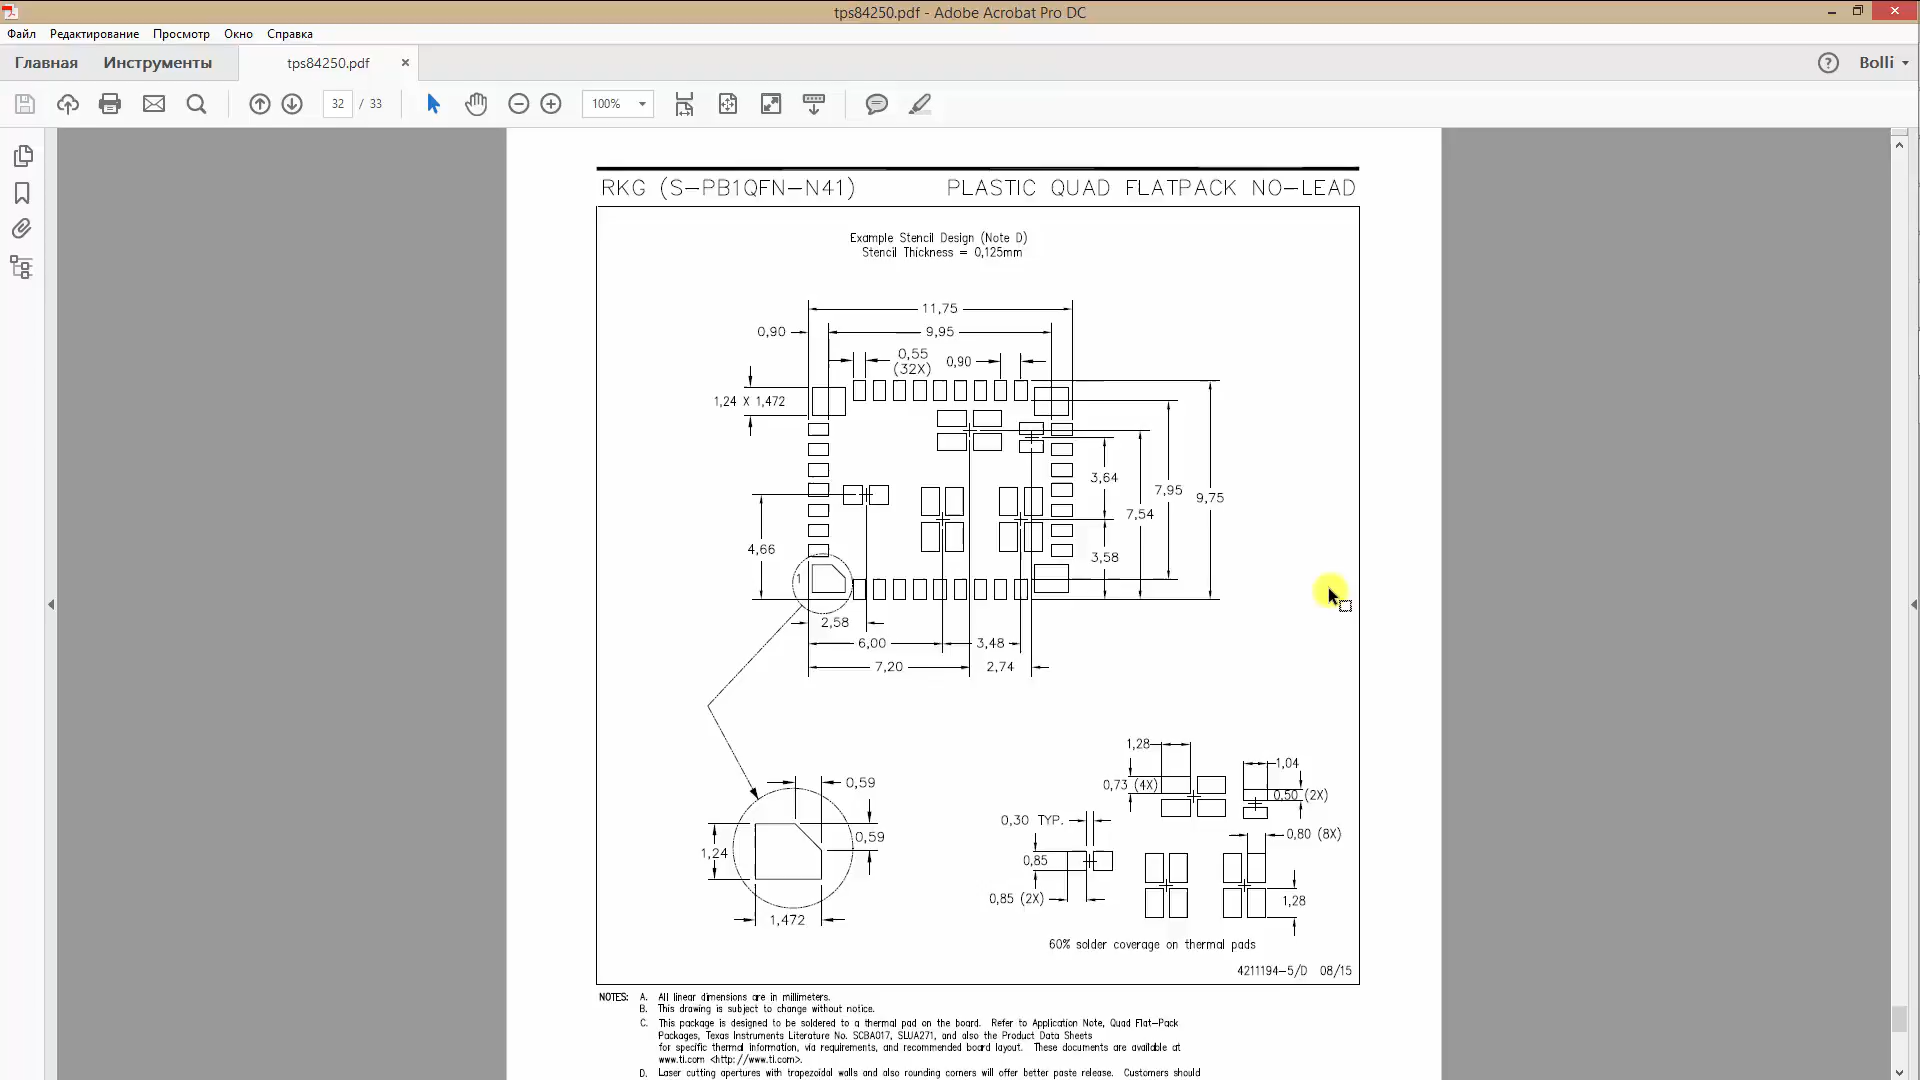 tps84250.pdf - Adobe Acrobat Pro DC
Файл Редактирование Просмотр Окно Справка
Главная Инструменты tps84250.pdf × Bolli
32 / 33 100%
RKG (S-PB1QFN-N41) PLASTIC QUAD FLATPACK NO-LEAD
Example Stencil Design (Note D)
Stencil Thickness = 0,125mm
11,75
0,90 9,95
0,55 0,90
(32X)
1,24 X 1,472
3,64
7,95
9,75
7,54
4,66
3,58
1
2,58
6,00 3,48
7,20 2,74
1,28
1,04
0,59
0,73 (4X)
0,50 (2X)
0,30 TYP.
0,80 (8X)
0,59
1,24
0,85
0,85 (2X)
1,28
1,472
60% solder coverage on thermal pads
4211194-5/D 08/15
NOTES: A. All linear dimensions are in millimeters.
B. This drawing is subject to change without notice.
C. This package is designed to be soldered to a thermal pad on the board. Refer to Application Note, Quad Flat-Pack
Packages, Texas Instruments Literature No. SCBA017, SLUA271, and also the Product Data Sheets
for specific thermal information, via requirements, and recommended board layout. These documents are available at
www.ti.com <http://www.ti.com>.
D. Laser cutting apertures with trapezoidal walls and also rounding corners will offer better paste release. Customers should